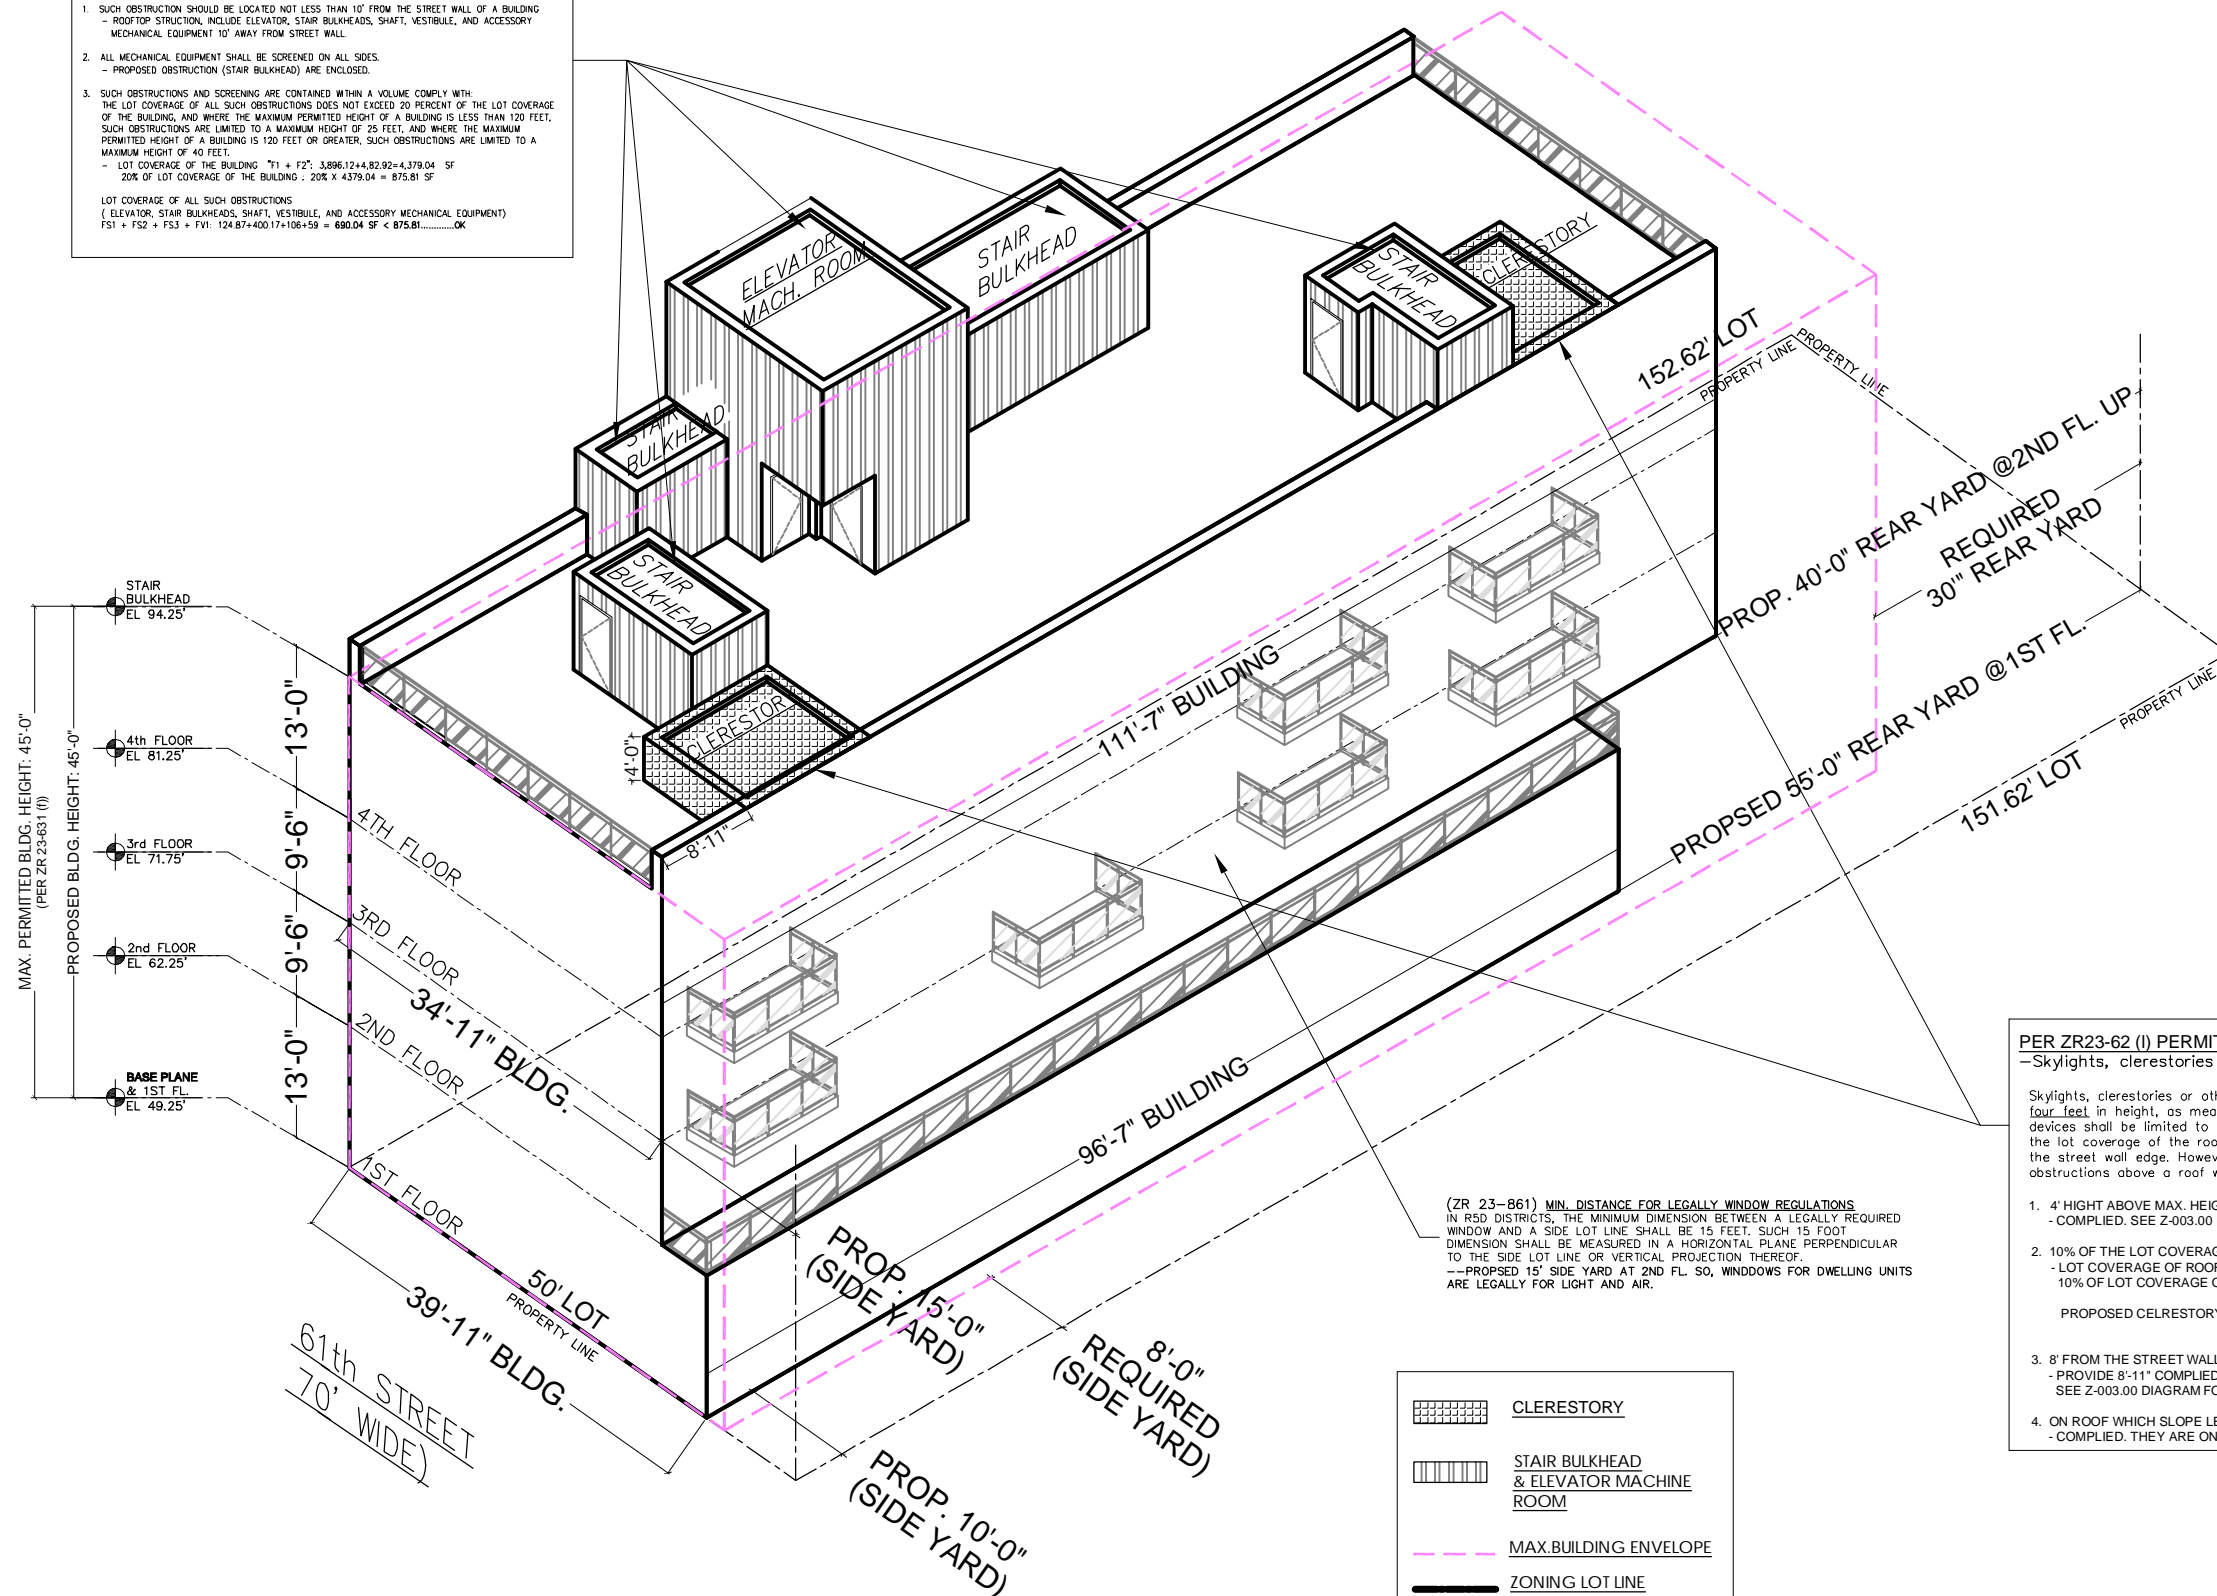 1. SUCH OBSTRUCTION SHOULD BE LOCATED NOT LESS THAN 10' FROM THE STREET WALL OF A BUILDING
- ROOFTOP STRUCTION, INCLUDE ELEVATOR, STAIR BULKHEADS, SHAFT, VESTIBULE, AND ACCESSORY
MECHANICAL EQUIPMENT 10' AWAY FROM STREET WALL.
2. ALL MECHANICAL EQUIPMENT SHALL BE SCREENED ON ALL SIDES.
- PROPOSED OBSTRUCTION (STAIR BULKHEAD) ARE ENCLOSED.
3. SUCH OBSTRUCTIONS AND SCREENING ARE CONTAINED WITHIN A VOLUME COMPLY WITH:
THE LOT COVERAGE OF ALL SUCH OBSTRUCTIONS DOES NOT EXCEED 20 PERCENT OF THE LOT COVERAGE
OF THE BUILDING, AND WHERE THE MAXIMUM PERMITTED HEIGHT OF A BUILDING IS LESS THAN 120 FEET,
SUCH OBSTRUCTIONS ARE LIMITED TO A MAXIMUM HEIGHT OF 25 FEET, AND WHERE THE MAXIMUM
PERMITTED HEIGHT OF A BUILDING IS 120 FEET OR GREATER, SUCH OBSTRUCTIONS ARE LIMITED TO A
MAXIMUM HEIGHT OF 40 FEET.
- LOT COVERAGE OF THE BUILDING "F1 + F2": 3,896.12+4,82.92=4,379.04 SF
20% OF LOT COVERAGE OF THE BUILDING : 20% X 4379.04 = 875.81 SF
LOT COVERAGE OF ALL SUCH OBSTRUCTIONS
( ELEVATOR, STAIR BULKHEADS, SHAFT, VESTIBULE, AND ACCESSORY MECHANICAL EQUIPMENT)
FS1 + FS2 + FS3 + FV1: 124.87+400.17+106+59 = 690.04 SF < 875.81............OK
ELEVATOR
MACH. ROOM
STAIR
BULKHEAD
STAIR
BULKHEAD
CLERESTORY
STAIR
BULKHEAD
STAIR
BULKHEAD
CLERESTOR
4'-0"
8'-11"
152.62' LOT
PROPERTY LINE
PROPERTY LINE
PROP. 40'-0" REAR YARD @2ND FL. UP
REQUIRED
30'" REAR YARD
PROPSED 55'-0" REAR YARD @1ST FL.
PROPERTY LINE
151.62' LOT
111'-7" BUILDING
96'-7" BUILDING
MAX. PERMITTED BLDG. HEIGHT: 45'-0"
(PER ZR 23-631 (f))
PROPOSED BLDG. HEIGHT: 45'-0"
STAIR
BULKHEAD
EL 94.25'
4th FLOOR
EL 81.25'
3rd FLOOR
EL 71.75'
2nd FLOOR
EL 62.25'
BASE PLANE
& 1ST FL.
EL 49.25'
13'-0"
9'-6"
9'-6"
13'-0"
4TH FLOOR
3RD FLOOR
34'-11" BLDG.
2ND FLOOR
1ST FLOOR
50' LOT
PROPERTY LINE
39'-11" BLDG.
61th STREET
70' WIDE)
PROP. 15'-0"
(SIDE YARD)
8'-0"
REQUIRED
(SIDE YARD)
PROP. 10'-0"
(SIDE YARD)
(ZR 23-861) MIN. DISTANCE FOR LEGALLY WINDOW REGULATIONS
IN R5D DISTRICTS, THE MINIMUM DIMENSION BETWEEN A LEGALLY REQUIRED
WINDOW AND A SIDE LOT LINE SHALL BE 15 FEET. SUCH 15 FOOT
DIMENSION SHALL BE MEASURED IN A HORIZONTAL PLANE PERPENDICULAR
TO THE SIDE LOT LINE OR VERTICAL PROJECTION THEREOF.
--PROPSED 15' SIDE YARD AT 2ND FL. SO, WINDDOWS FOR DWELLING UNITS
ARE LEGALLY FOR LIGHT AND AIR.
PER ZR23-62 (I) PERMI
-Skylights, clerestories
Skylights, clerestories or
four feet in height, as
devices shall be limited to
the lot coverage of the
the street wall edge.
obstructions above a roof
1. 4' HIGHT ABOVE MAX.
- COMPLIED. SEE Z-003.00
2. 10% OF THE LOT
- LOT COVERAGE OF
10% OF LOT COVERAGE
PROPOSED CELRESTORY
3. 8' FROM THE STREET WALL
- PROVIDE 8'-11" COMPLIED
SEE Z-003.00 DIAGRAM
4. ON ROOF WHICH SLOPE
- COMPLIED. THEY ARE ON
CLERESTORY
STAIR BULKHEAD
& ELEVATOR MACHINE
ROOM
MAX.BUILDING ENVELOPE
ZONING LOT LINE